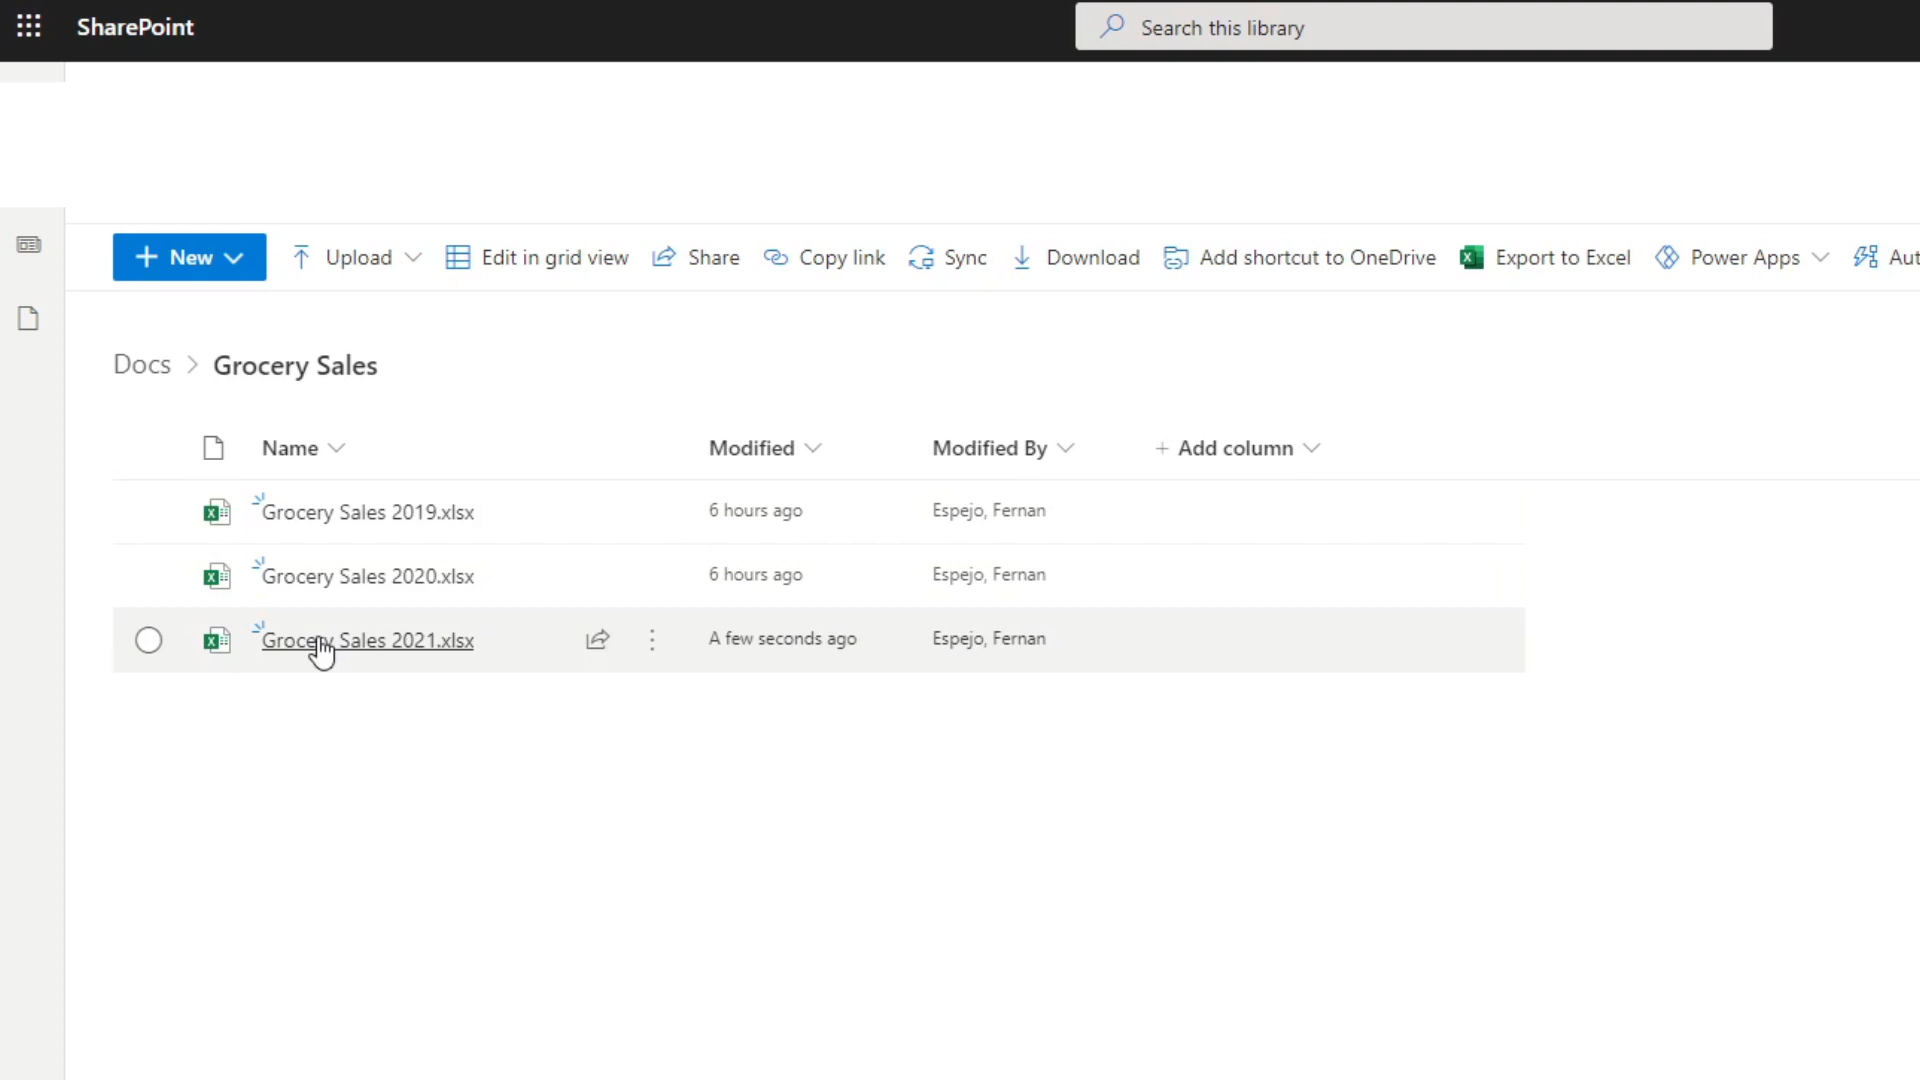 SharePoint
Search this library
New
Upload
Edit in grid view
Share
Copy link
Sync
Download
Add shortcut to OneDrive
Export to Excel
Power Apps
Aut
Docs > Grocery Sales
Name
Modified
Modified By
+ Add column
Grocery Sales 2019.xlsx
6 hours ago
Espejo, Fernan
Grocery Sales 2020.xlsx
6 hours ago
Espejo, Fernan
Grocery Sales 2021.xlsx
A few seconds ago
Espejo, Fernan